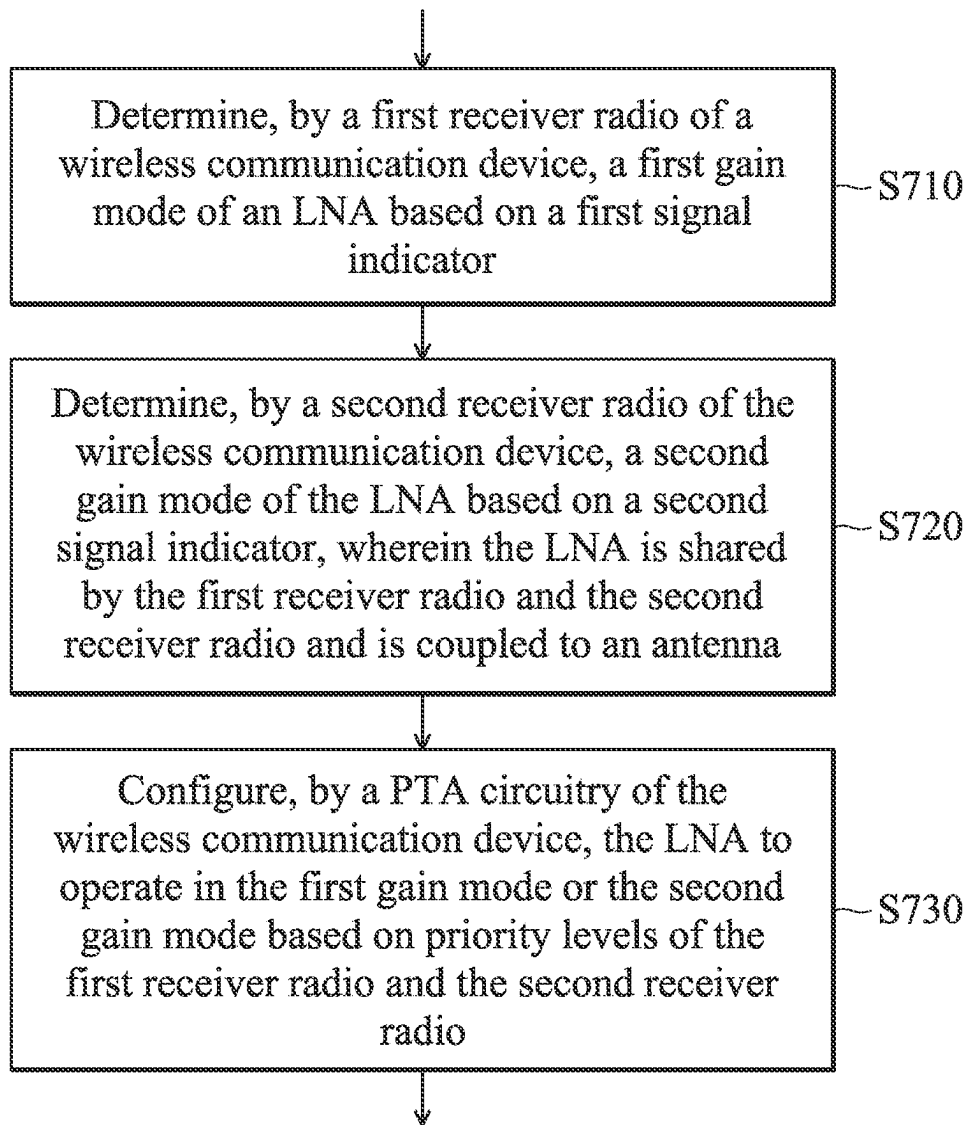 Determine, by a first receiver radio of a
wireless communication device, a first gain
mode of an LNA based on a first signal
indicator
S710
Determine, by a second receiver radio of the
wireless communication device, a second
gain mode of the LNA based on a second
signal indicator, wherein the LNA is shared
by the first receiver radio and the second
receiver radio and is coupled to an antenna
S720
Configure, by a PTA circuitry of the
wireless communication device, the LNA to
operate in the first gain mode or the second
gain mode based on priority levels of the
first receiver radio and the second receiver
radio
S730